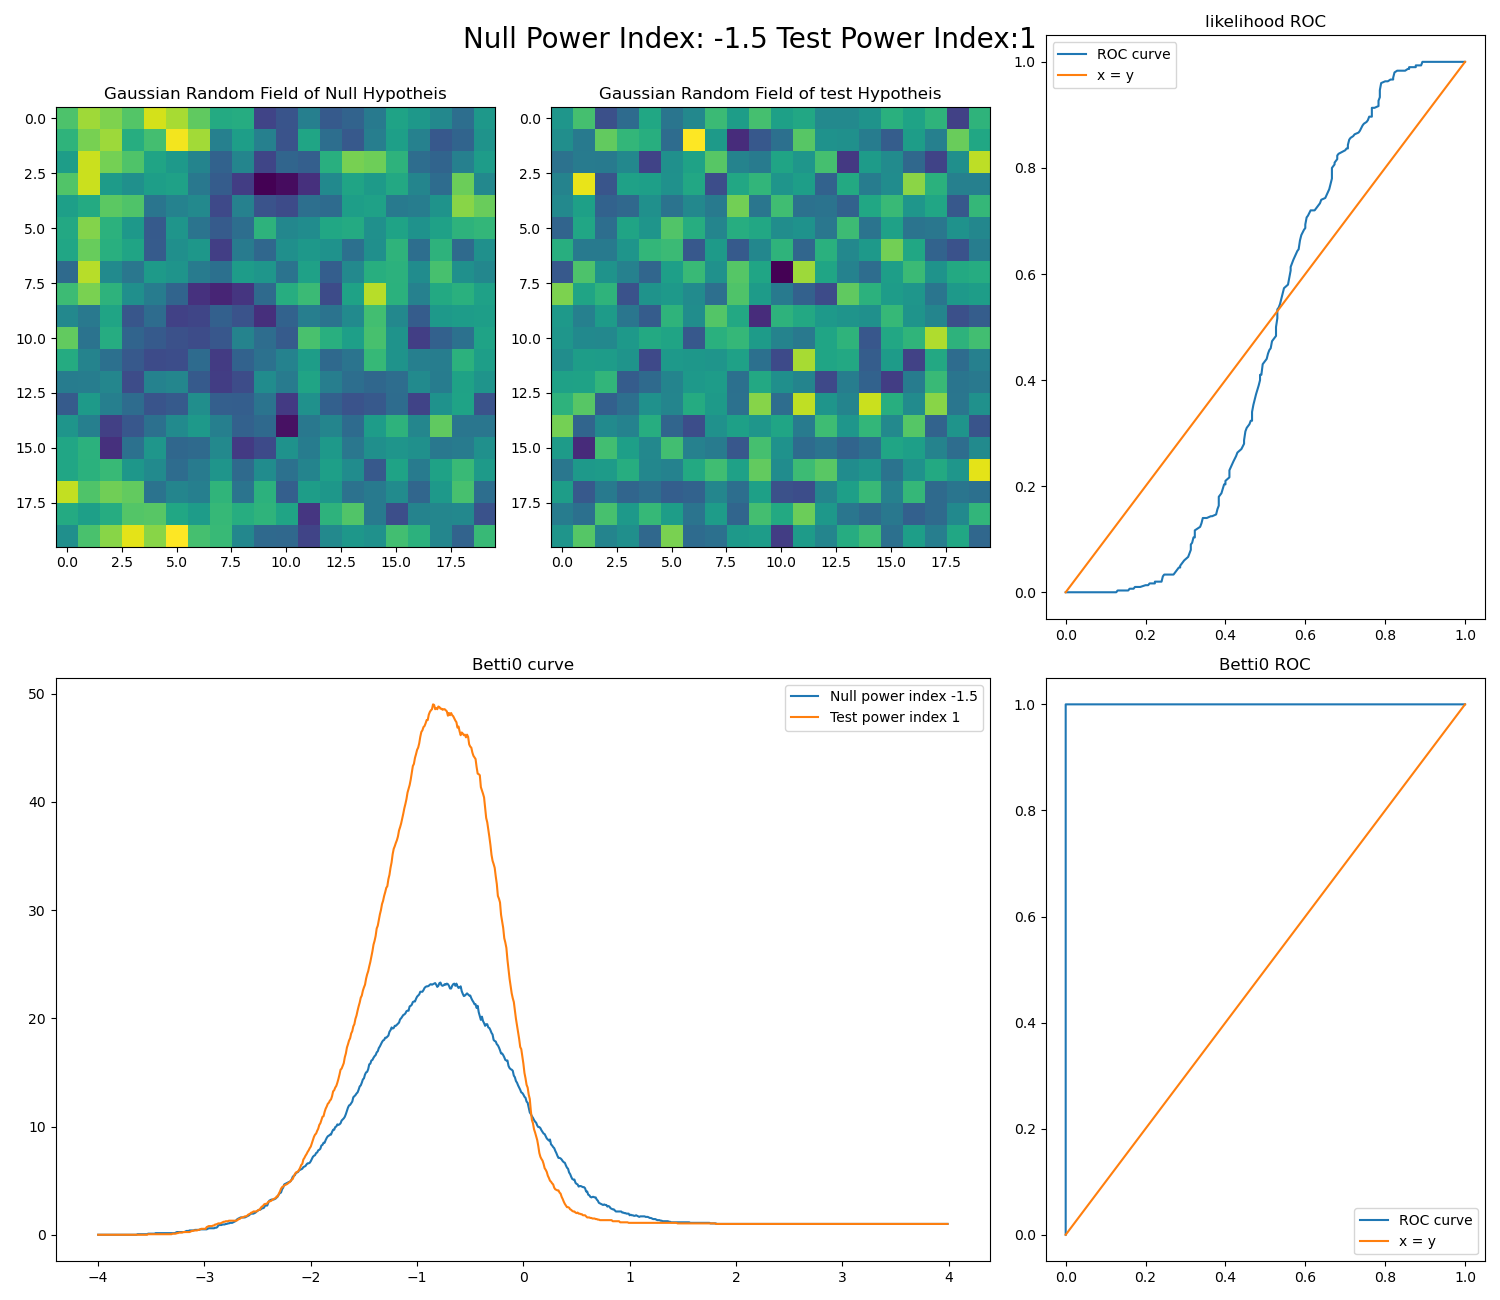 Null Power Index: -1.5 Test Power Index:1
Gaussian Random Field of Null Hypotheis
0.0
2.5
5.0
7.5
10.0
12.5
15.0
17.5
0.0 2.5 5.0 7.5 10.0 12.5 15.0 17.5
Gaussian Random Field of test Hypotheis
0.0
2.5
5.0
7.5
10.0
12.5
15.0
17.5
0.0 2.5 5.0 7.5 10.0 12.5 15.0 17.5
likelihood ROC
ROC curve
x = y
1.0
0.8
0.6
0.4
0.2
0.0
0.0 0.2 0.4 0.6 0.8 1.0
Betti0 curve
Null power index -1.5
Test power index 1
50
40
30
20
10
0
−4 −3 −2 −1 0 1 2 3 4
Betti0 ROC
1.0
0.8
0.6
0.4
0.2
0.0
ROC curve
x = y
0.0 0.2 0.4 0.6 0.8 1.0